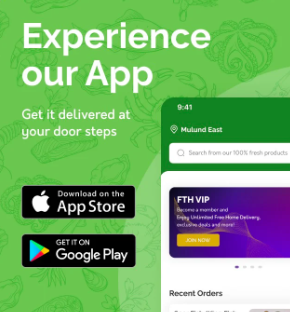 Experience
our App
Get it delivered at
your door steps
Download on the
App Store
GET IT ON
Google Play
9:41
Mulund East
Search from our 100% fresh products
FTH VIP
Become a member and
Enjoy Unlimited Free Home Delivery,
exclusive deals and more!
JOIN NOW
Recent Orders